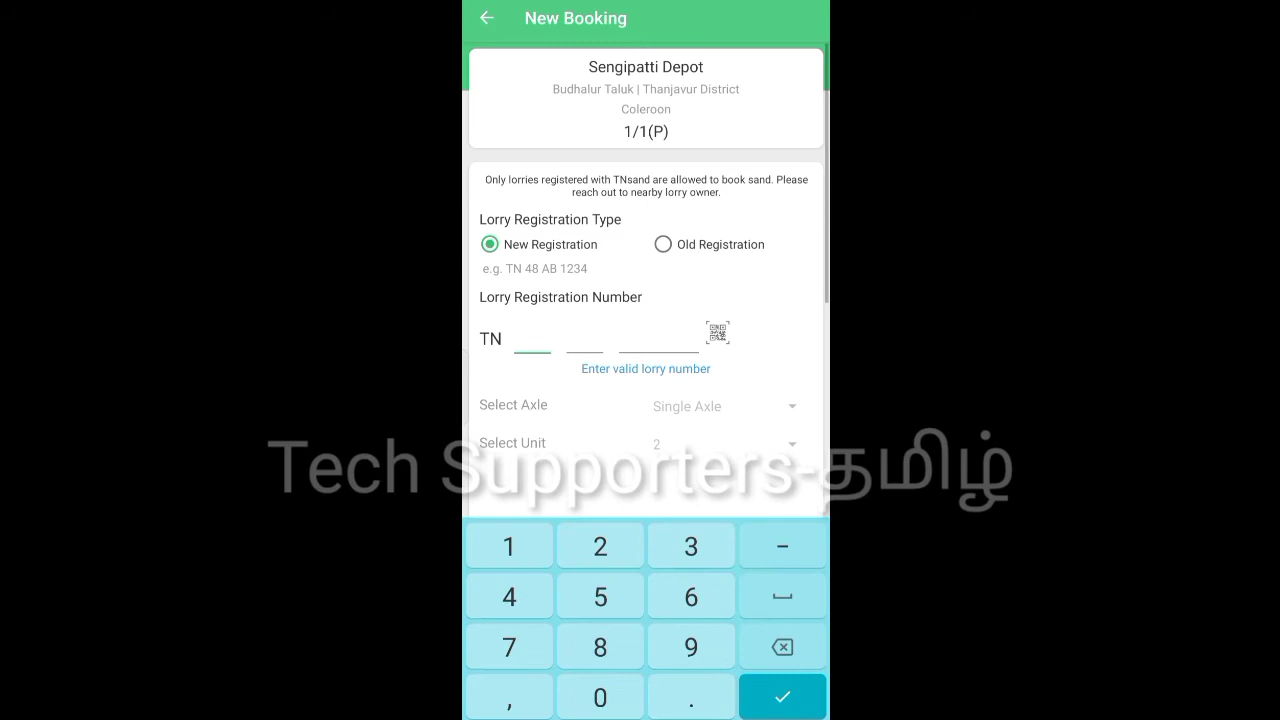 New Booking
Sengipatti Depot
Budhalur Taluk | Thanjavur District
Coleroon
1/1(P)
Only lorries registered with TNsand are allowed to book sand. Please
reach out to nearby lorry owner.
Lorry Registration Type
New Registration Old Registration
e.g. TN 48 AB 1234
Lorry Registration Number
TN
Enter valid lorry number
Select Axle Single Axle
Select Unit 2
Tech Supporters-தமிழ்
1 2 3 -
4 5 6
7 8 9
, 0 .